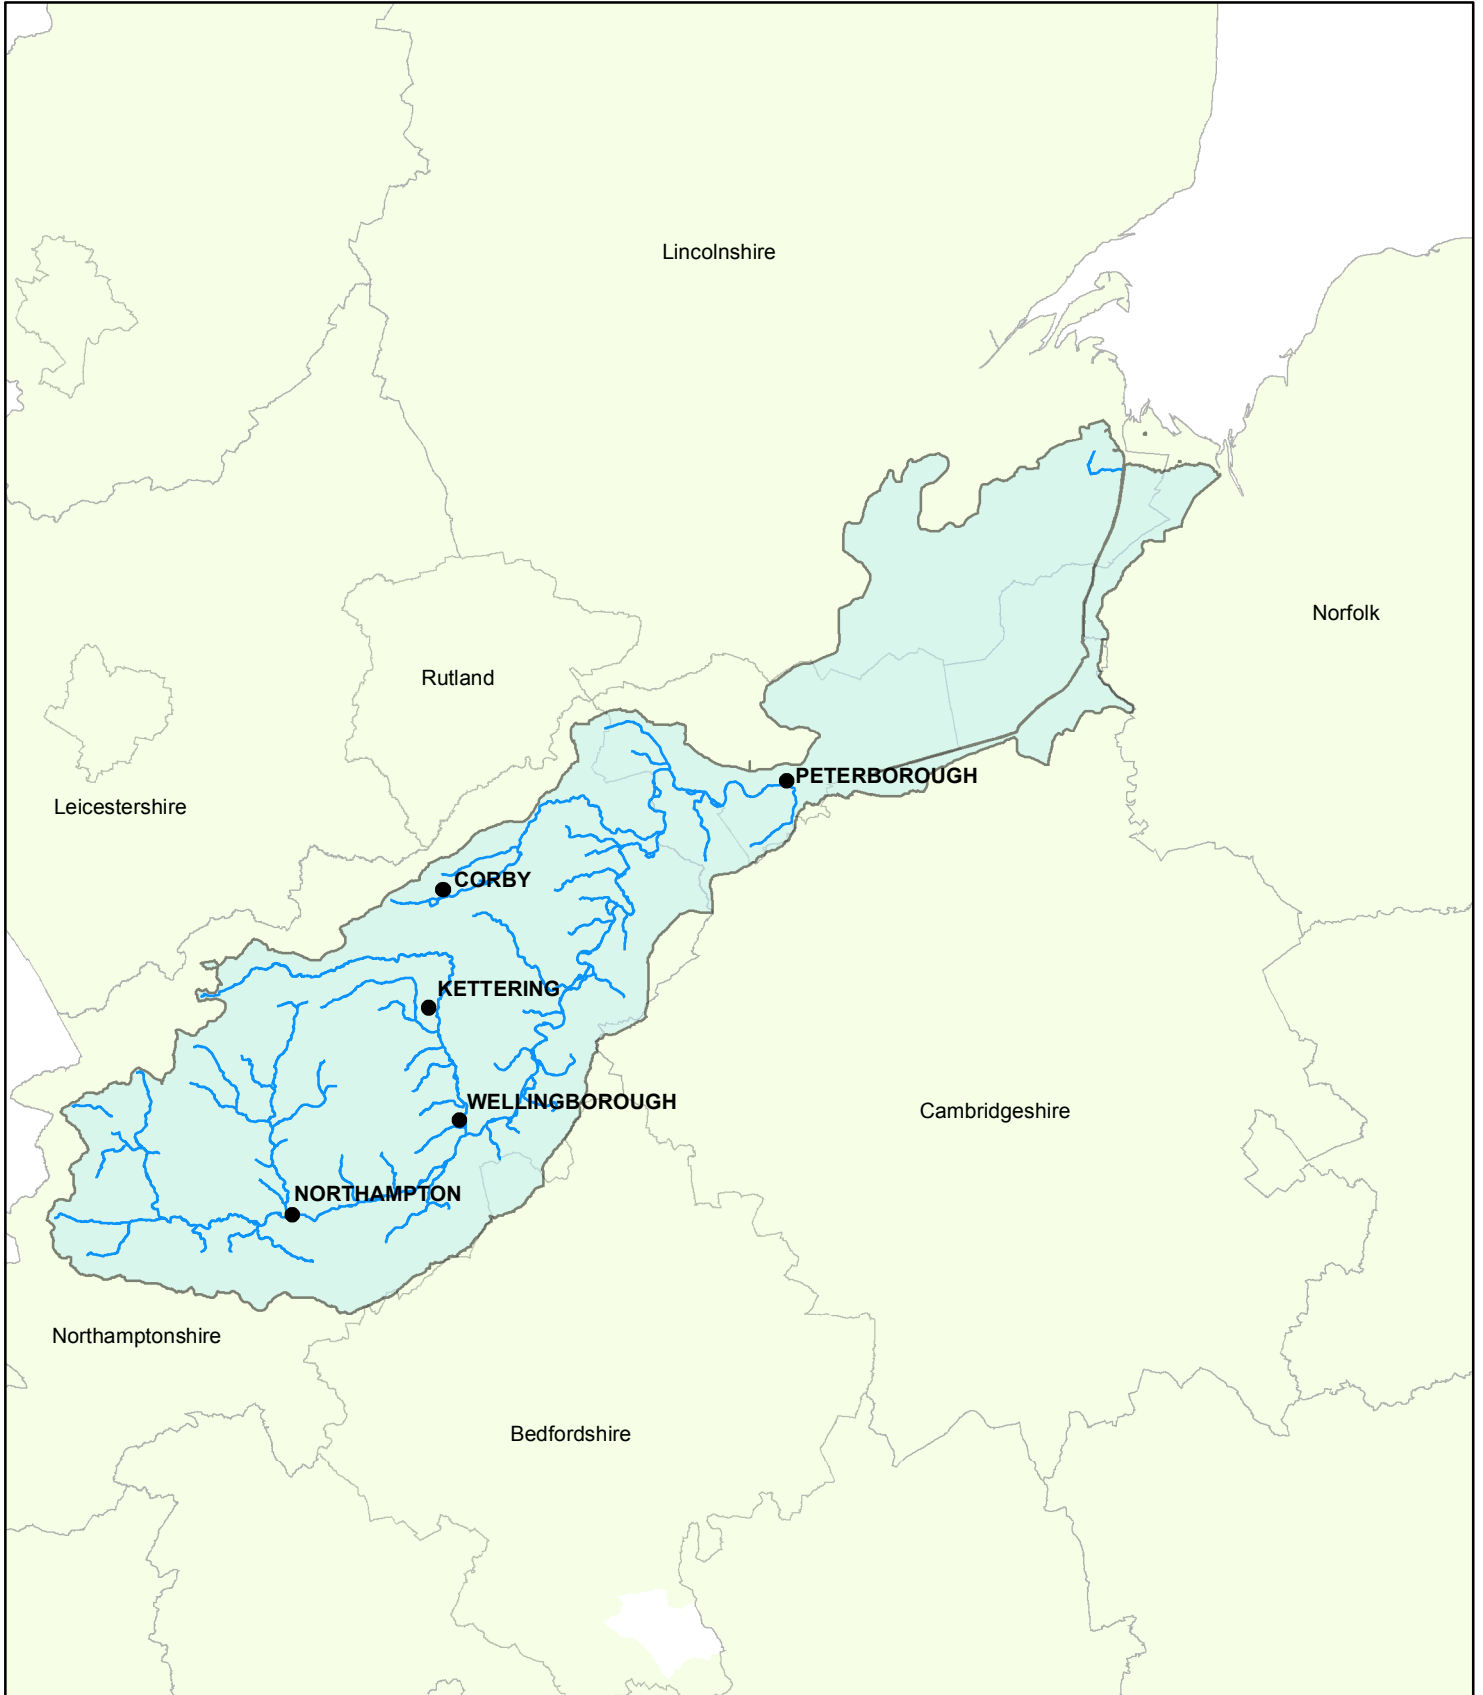 Lincolnshire
Norfolk
Rutland
PETERBOROUGH
Leicestershire
CORBY
KETTERING
WELLINGBOROUGH
Cambridgeshire
NORTHAMPTON
Northamptonshire
Bedfordshire